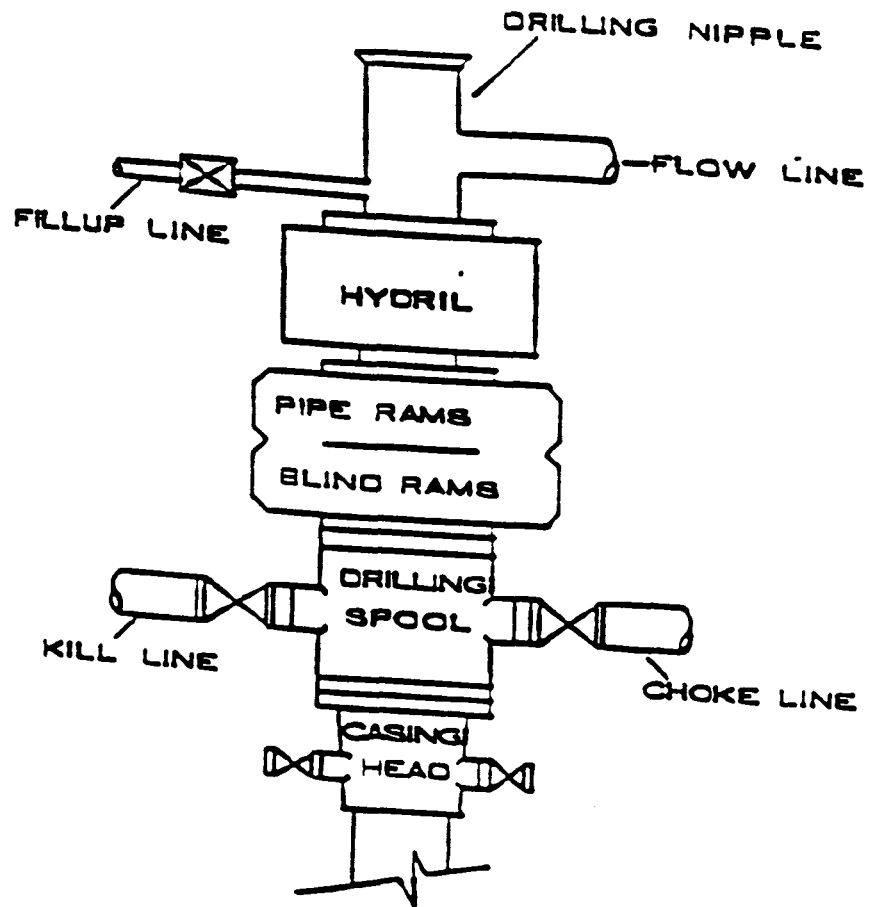 DRILLING NIPPLE
FLOW LINE
FILLUP LINE
HYDRIL
PIPE RAMS
BLIND RAMS
DRILLING
SPOOL
KILL LINE
CHOKE LINE
CASING
HEAD